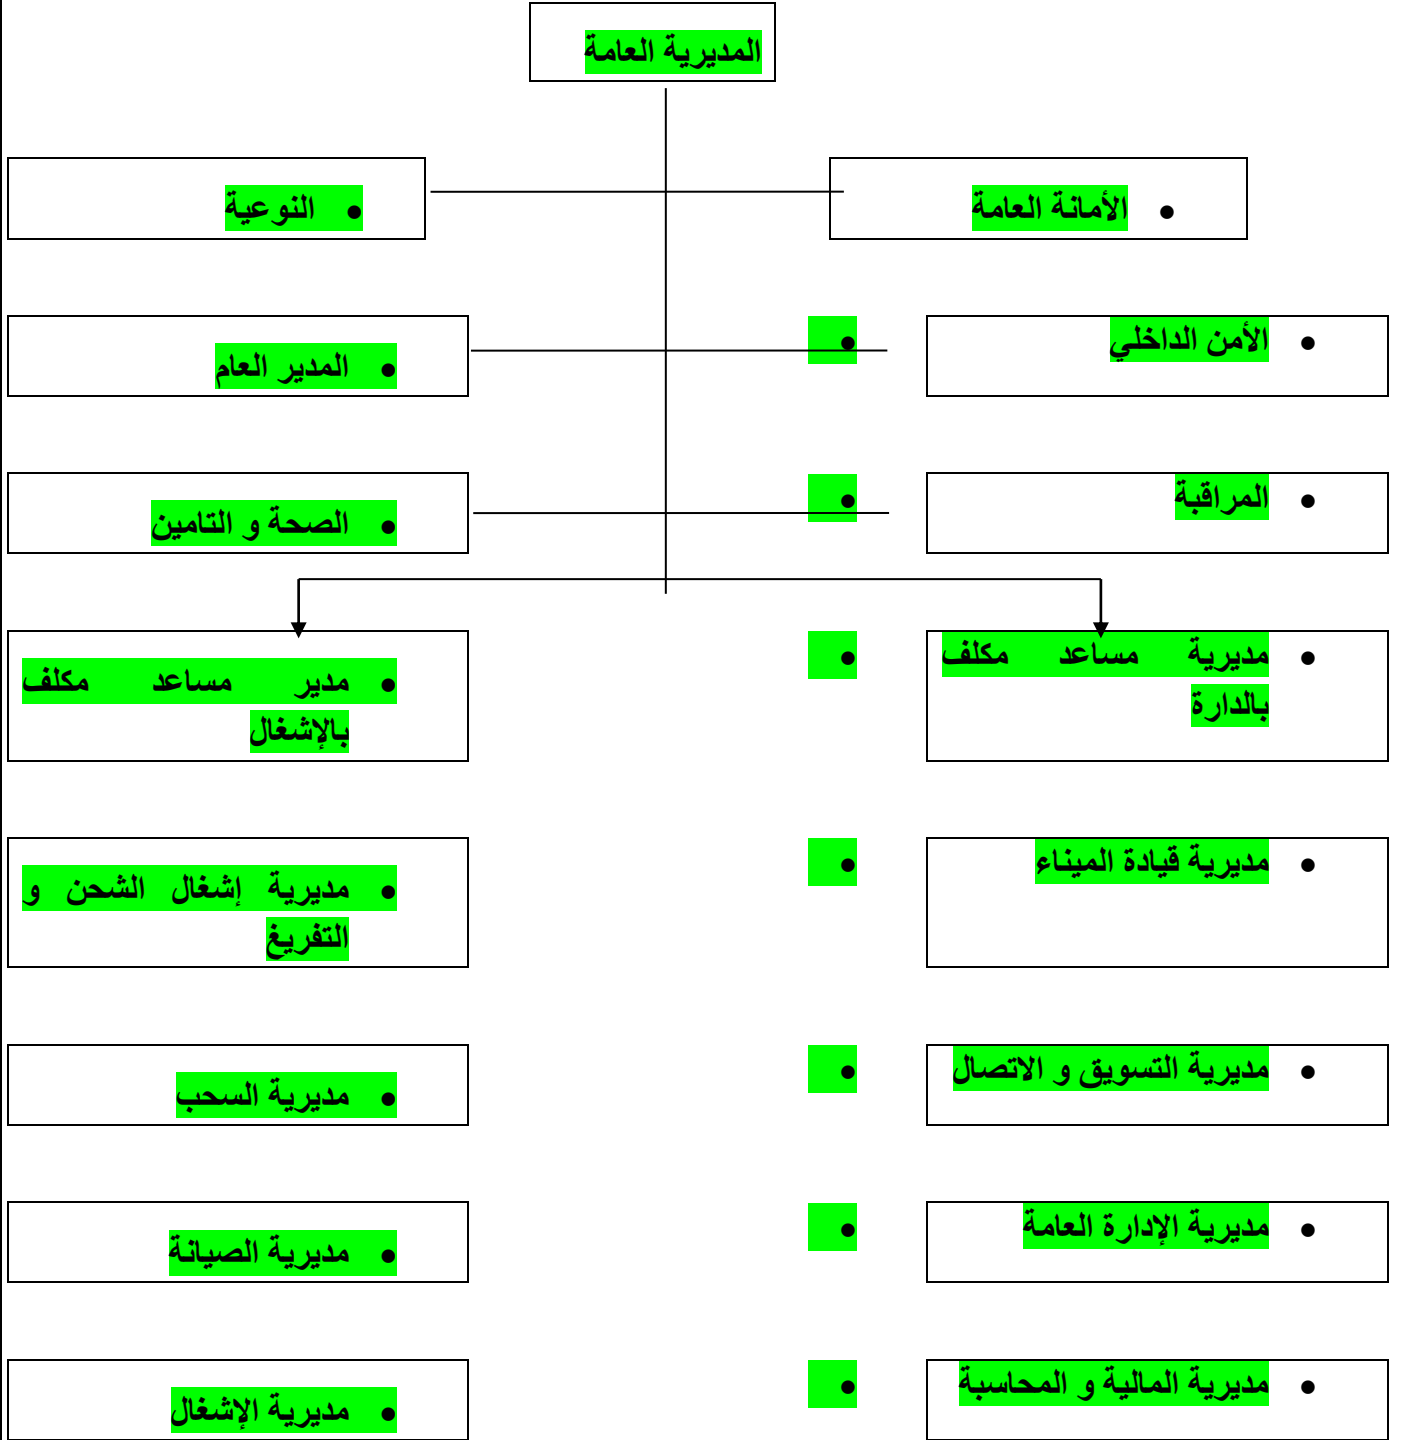 المديرية العامة
• الأمانة العامة
• النوعية
• الأمن الداخلي
•
• المدير العام
• المراقبة
•
• الصحة و التامين
• مديرية مساعد مكلف
بالدارة
•
• مدير مساعد مكلف
بالإشغال
• مديرية قيادة الميناء
•
• مديرية إشغال الشحن و
التفريغ
• مديرية التسويق و الاتصال
•
• مديرية السحب
• مديرية الإدارة العامة
•
• مديرية الصيانة
• مديرية المالية و المحاسبة
•
• مديرية الإشغال